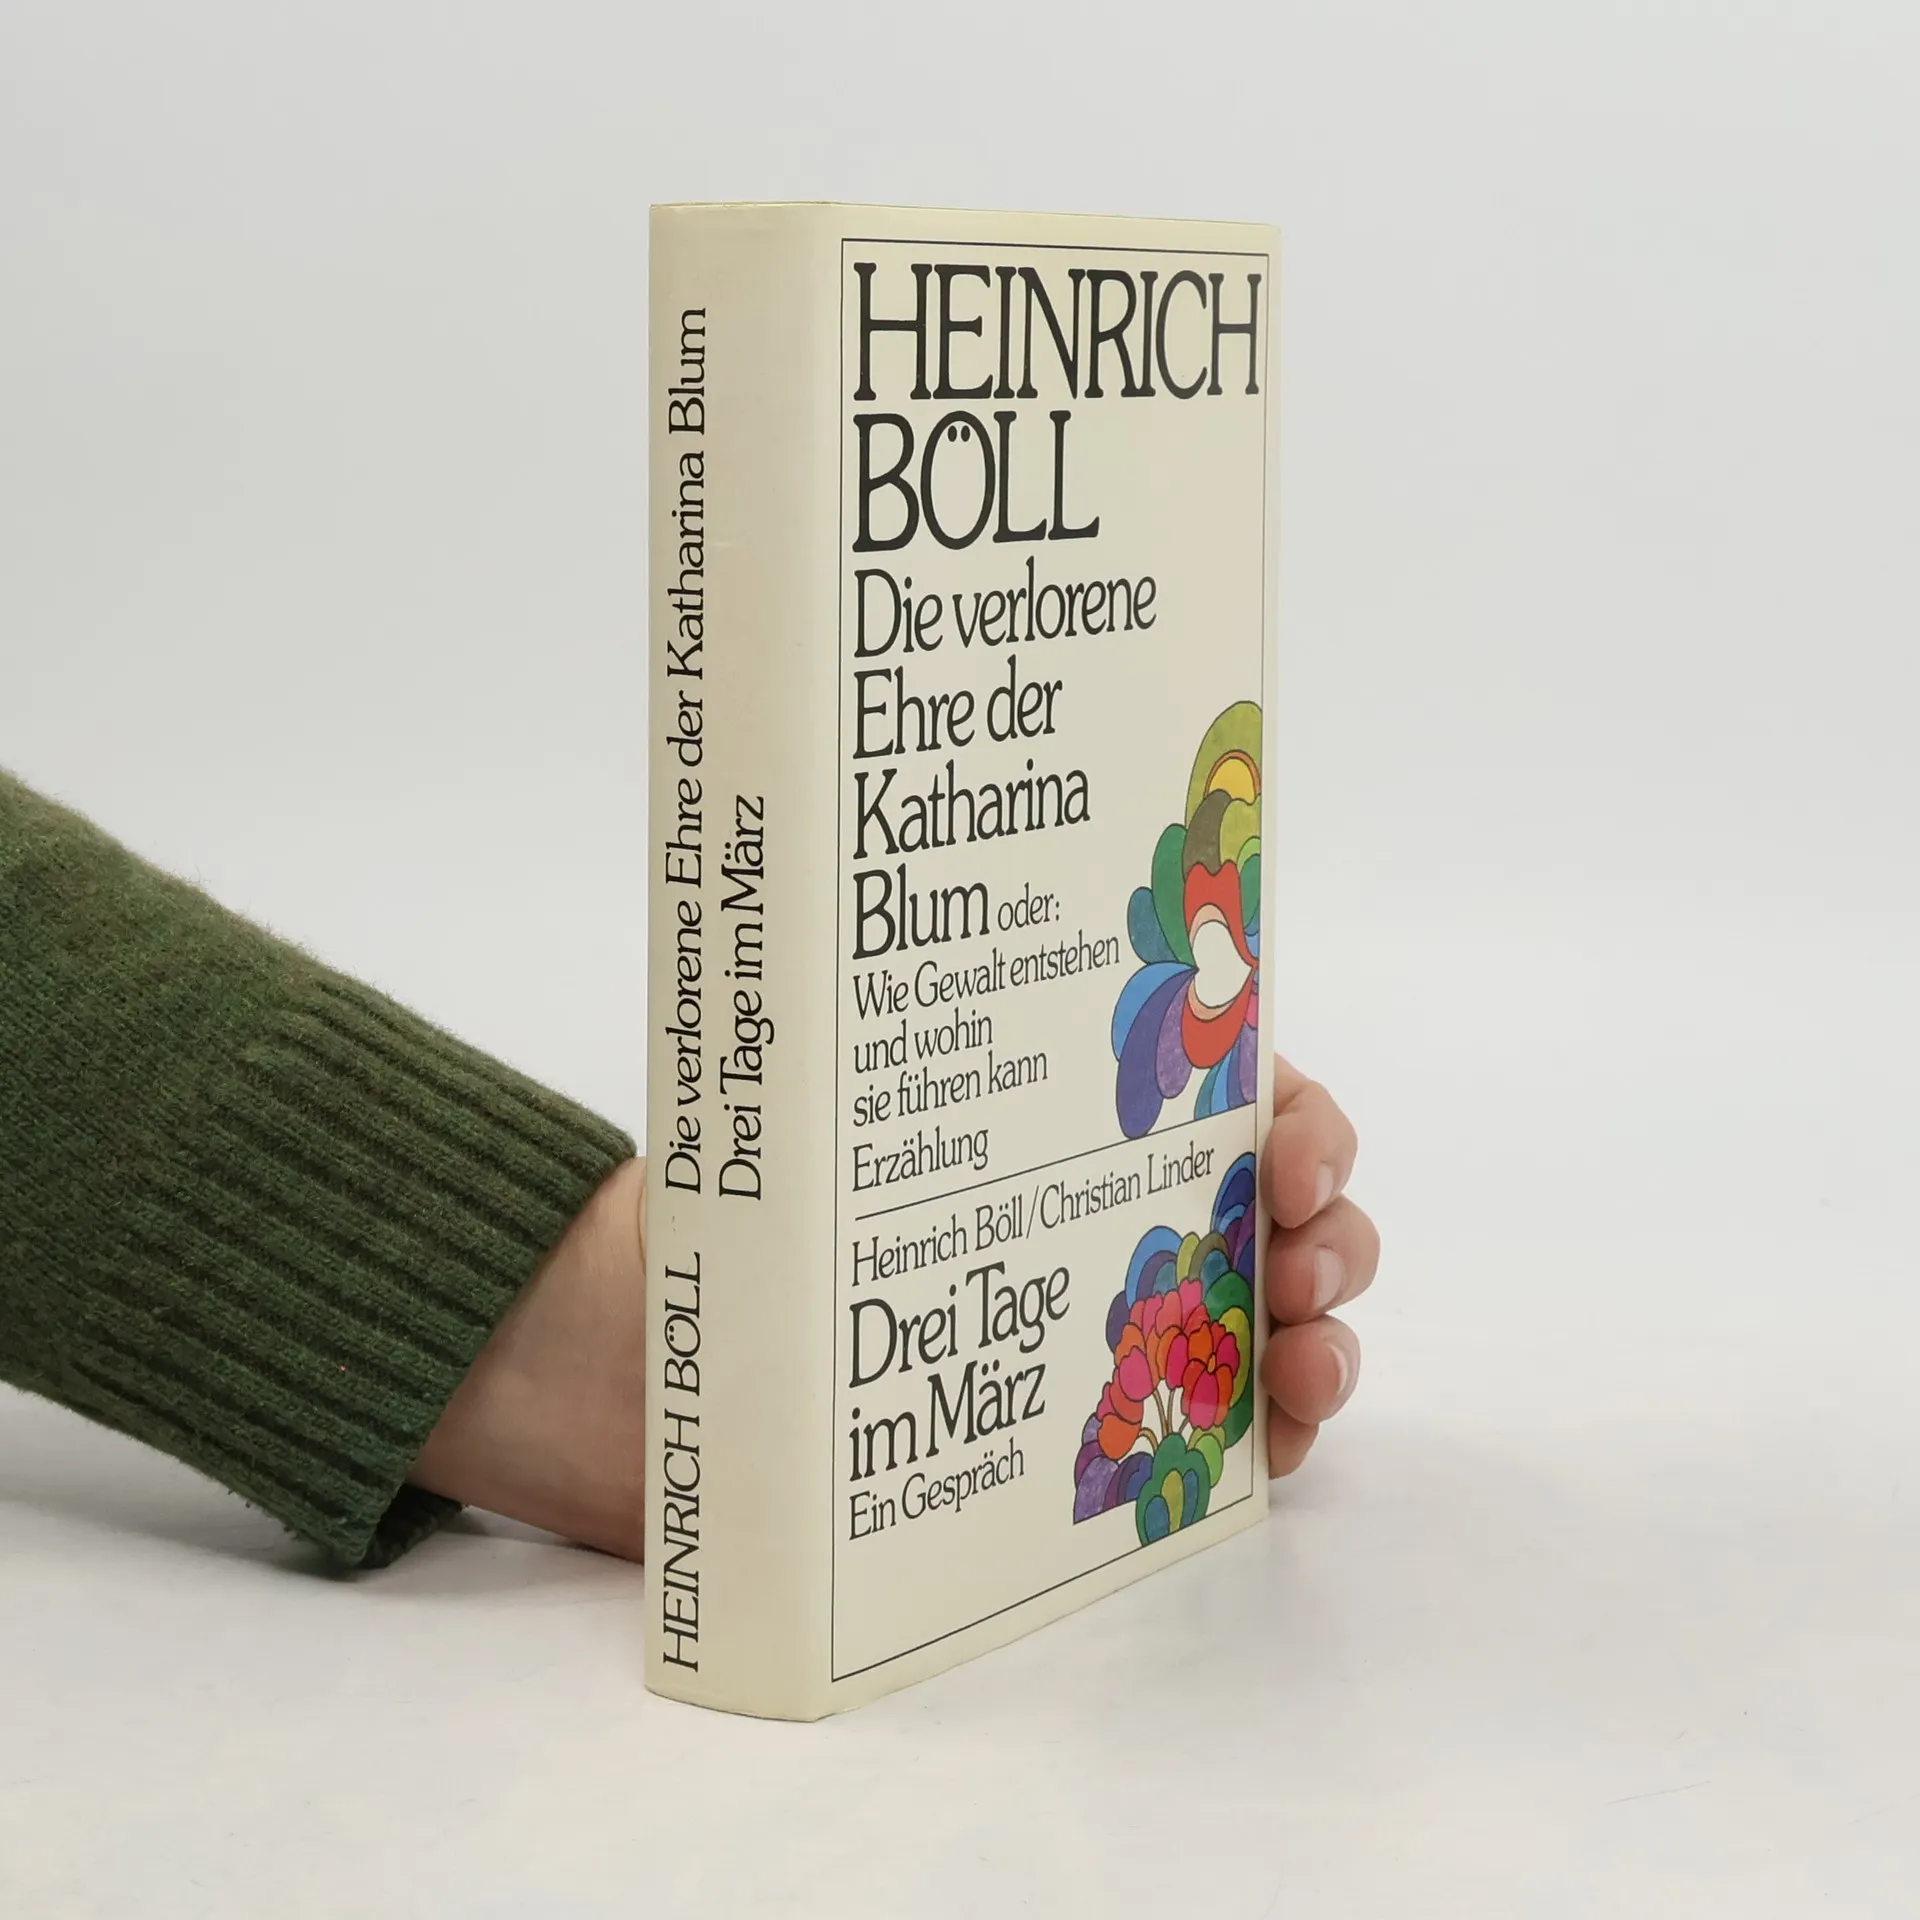 HEINRICH BÖLL Die verlorene Ehre der Katharina Blum
Drei Tage im März
HEINRICH
BÖLL
Die verlorene
Ehre der
Katharina
Blum oder:
Wie Gewalt entstehen
und wohin
sie führen kann
Erzählung
Heinrich Böll/Christian Linder
Drei Tage
im März
Ein Gespräch